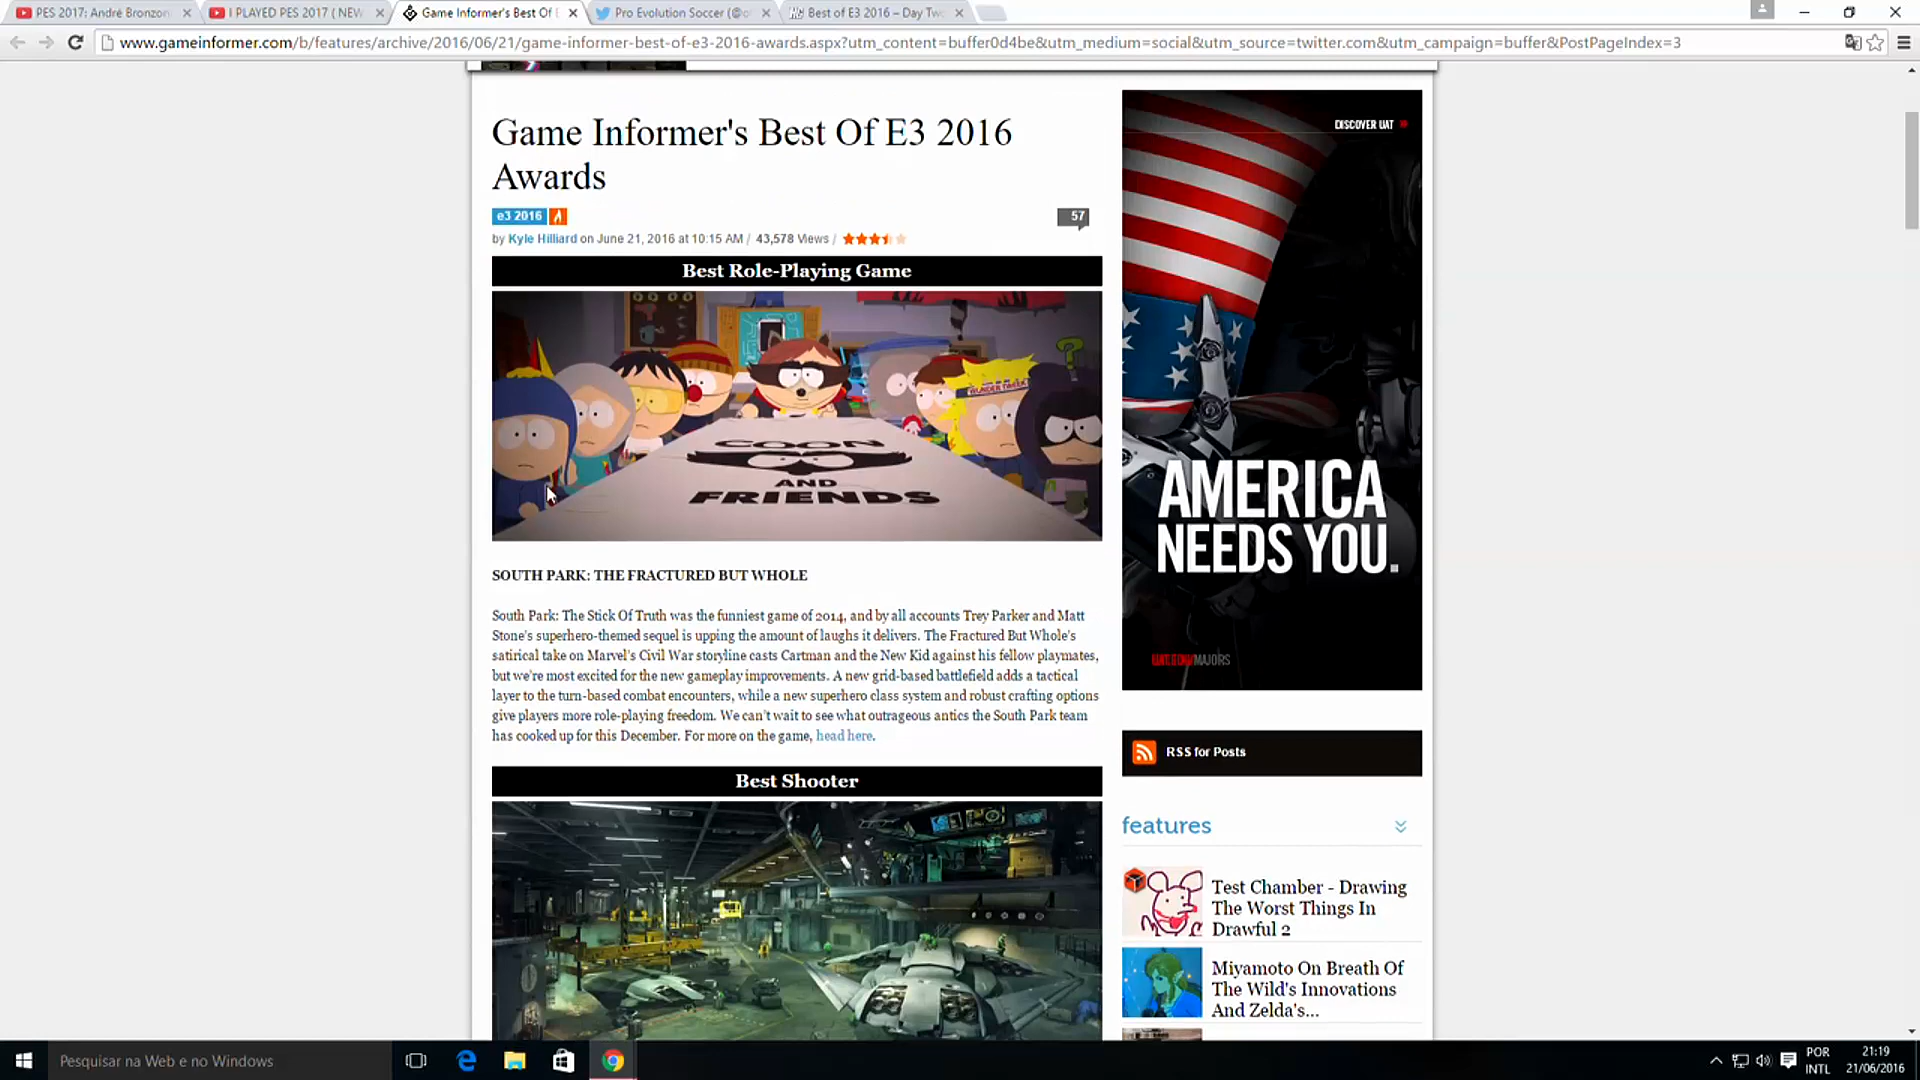 PES 2017: André Bronzon
I PLAYED PES 2017 ( NEW
Game Informer's Best Of E
Pro Evolution Soccer (@o
Best of E3 2016 – Day Tw
www.gameinformer.com/b/features/archive/2016/06/21/game-informer-best-of-e3-2016-awards.aspx?utm_content=buffer0d4be&utm_medium=social&utm_source=twitter.com&utm_campaign=buffer&PostPageIndex=3
Game Informer's Best Of E3 2016
Awards
e3 2016
57
by Kyle Hilliard on June 21, 2016 at 10:15 AM / 43,578 Views /
Best Role-Playing Game
WONDER TWEEK
COON
AND
FRIENDS
SOUTH PARK: THE FRACTURED BUT WHOLE
South Park: The Stick Of Truth was the funniest game of 2014, and by all accounts Trey Parker and Matt
Stone's superhero-themed sequel is upping the amount of laughs it delivers. The Fractured But Whole's
satirical take on Marvel's Civil War storyline casts Cartman and the New Kid against his fellow playmates,
but we're most excited for the new gameplay improvements. A new grid-based battlefield adds a tactical
layer to the turn-based combat encounters, while a new superhero class system and robust crafting options
give players more role-playing freedom. We can't wait to see what outrageous antics the South Park team
has cooked up for this December. For more on the game, head here.
Best Shooter
DISCOVER UAT
AMERICA
NEEDS YOU.
UAT.EDU/MAJORS
RSS for Posts
features
Test Chamber - Drawing
The Worst Things In
Drawful 2
Miyamoto On Breath Of
The Wild's Innovations
And Zelda's...
Pesquisar na Web e no Windows
POR
INTL
21:19
21/06/2016